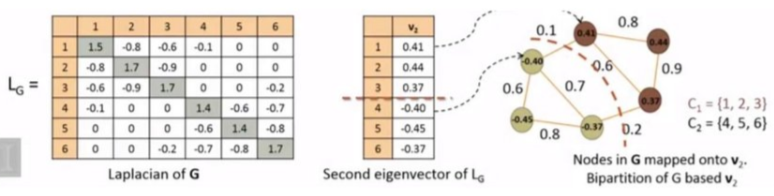 L_G =
1 2 3 4 5 6
1 1.5 -0.8 -0.6 -0.1 0 0
2 -0.8 1.7 -0.9 0 0 0
3 -0.6 -0.9 1.7 0 0 -0.2
4 -0.1 0 0 1.4 -0.6 -0.7
5 0 0 0 -0.6 1.4 -0.8
6 0 0 -0.2 -0.7 -0.8 1.7
Laplacian of G
v₂
1 0.41
2 0.44
3 0.37
4 -0.40
5 -0.45
6 -0.37
Second eigenvector of L_G
0.1 0.41 0.8
0.44
-0.40 0.6 0.9
0.6 0.7
0.37
-0.45 0.8 -0.37 0.2
C₁ = {1, 2, 3}
C₂ = {4, 5, 6}
Nodes in G mapped onto v₂.
Bipartition of G based v₂